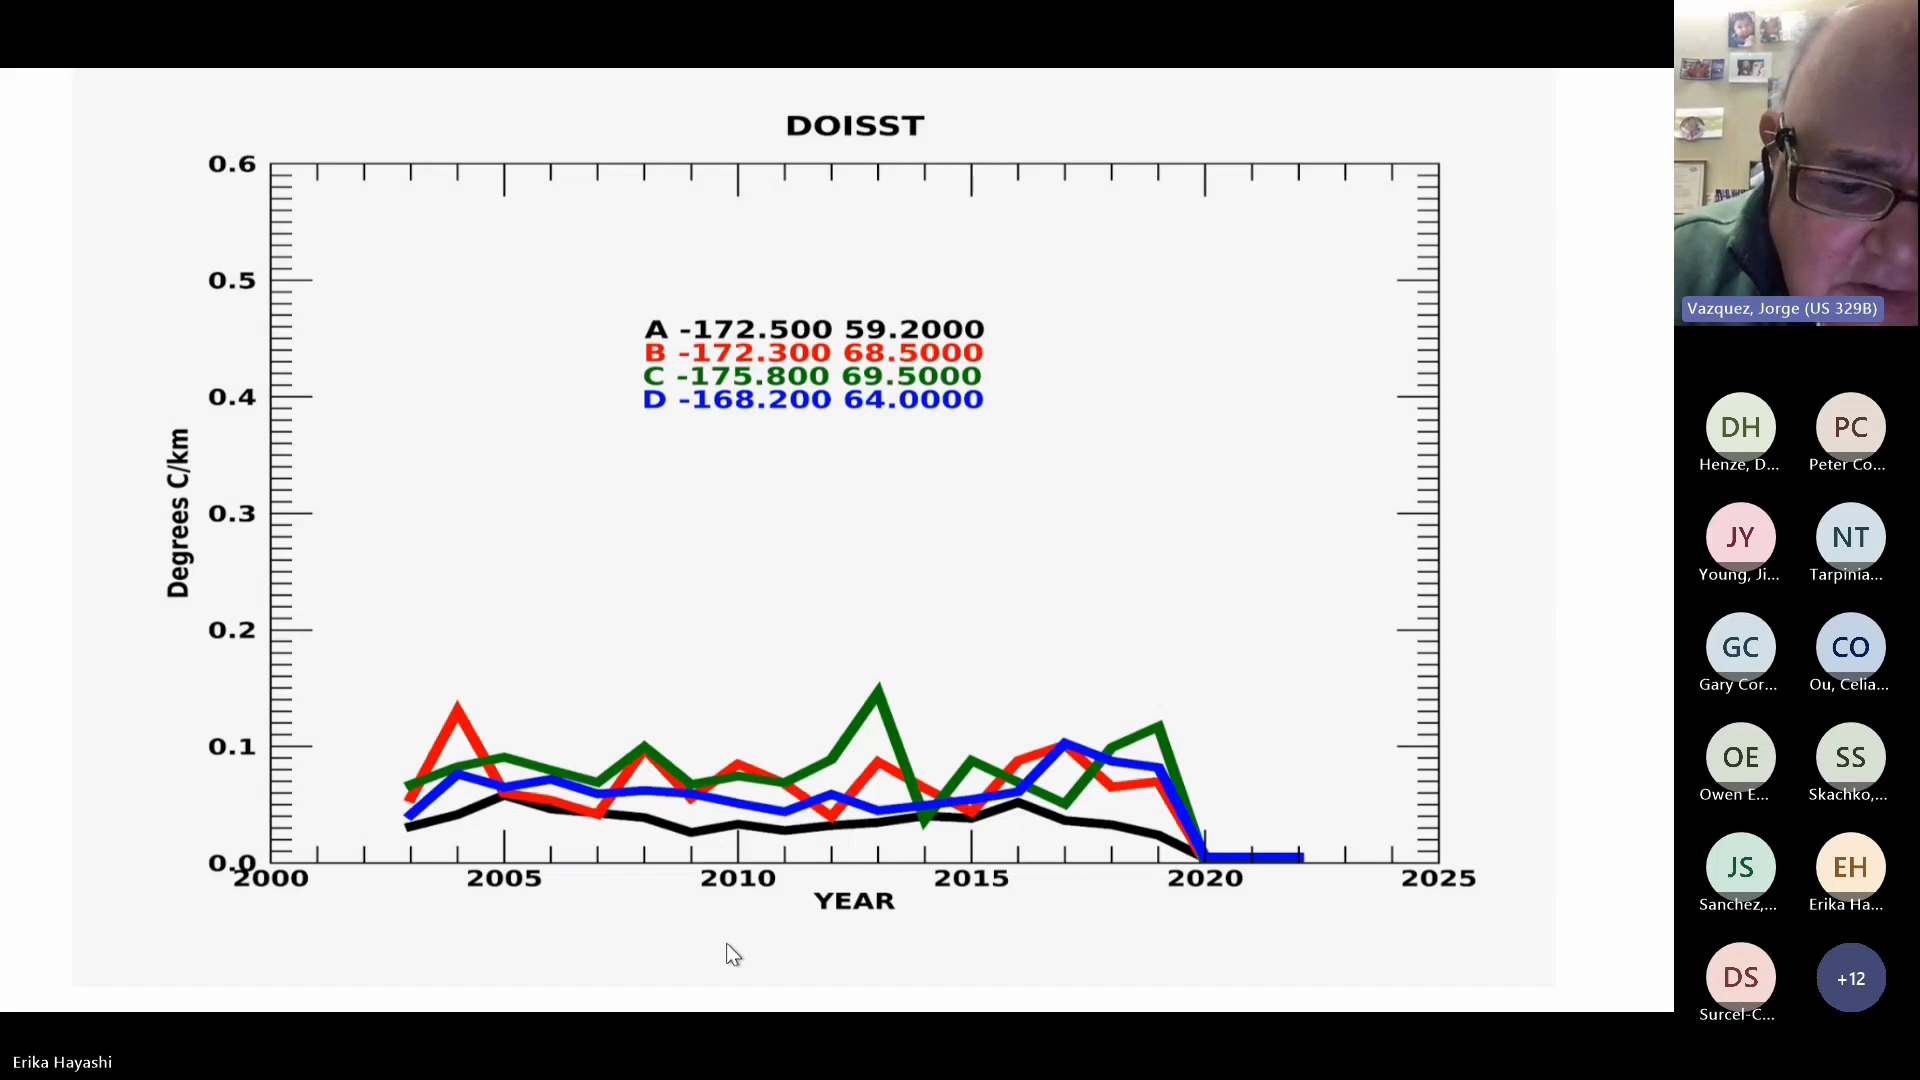 DOISST
0.6
0.5
0.4
0.3
0.2
0.1
0.0
Degrees C/km
A -172.500 59.2000
B -172.300 68.5000
C -175.800 69.5000
D -168.200 64.0000
2000 2005 2010 2015 2020 2025
YEAR
Vazquez, Jorge (US 329B)
DH PC
Henze, D... Peter Co...
JY NT
Young, Ji... Tarpinia...
GC CO
Gary Cor... Ou, Celia...
OE SS
Owen E... Skachko,...
JS EH
Sanchez,... Erika Ha...
DS +12
Surcel-C...
Erika Hayashi